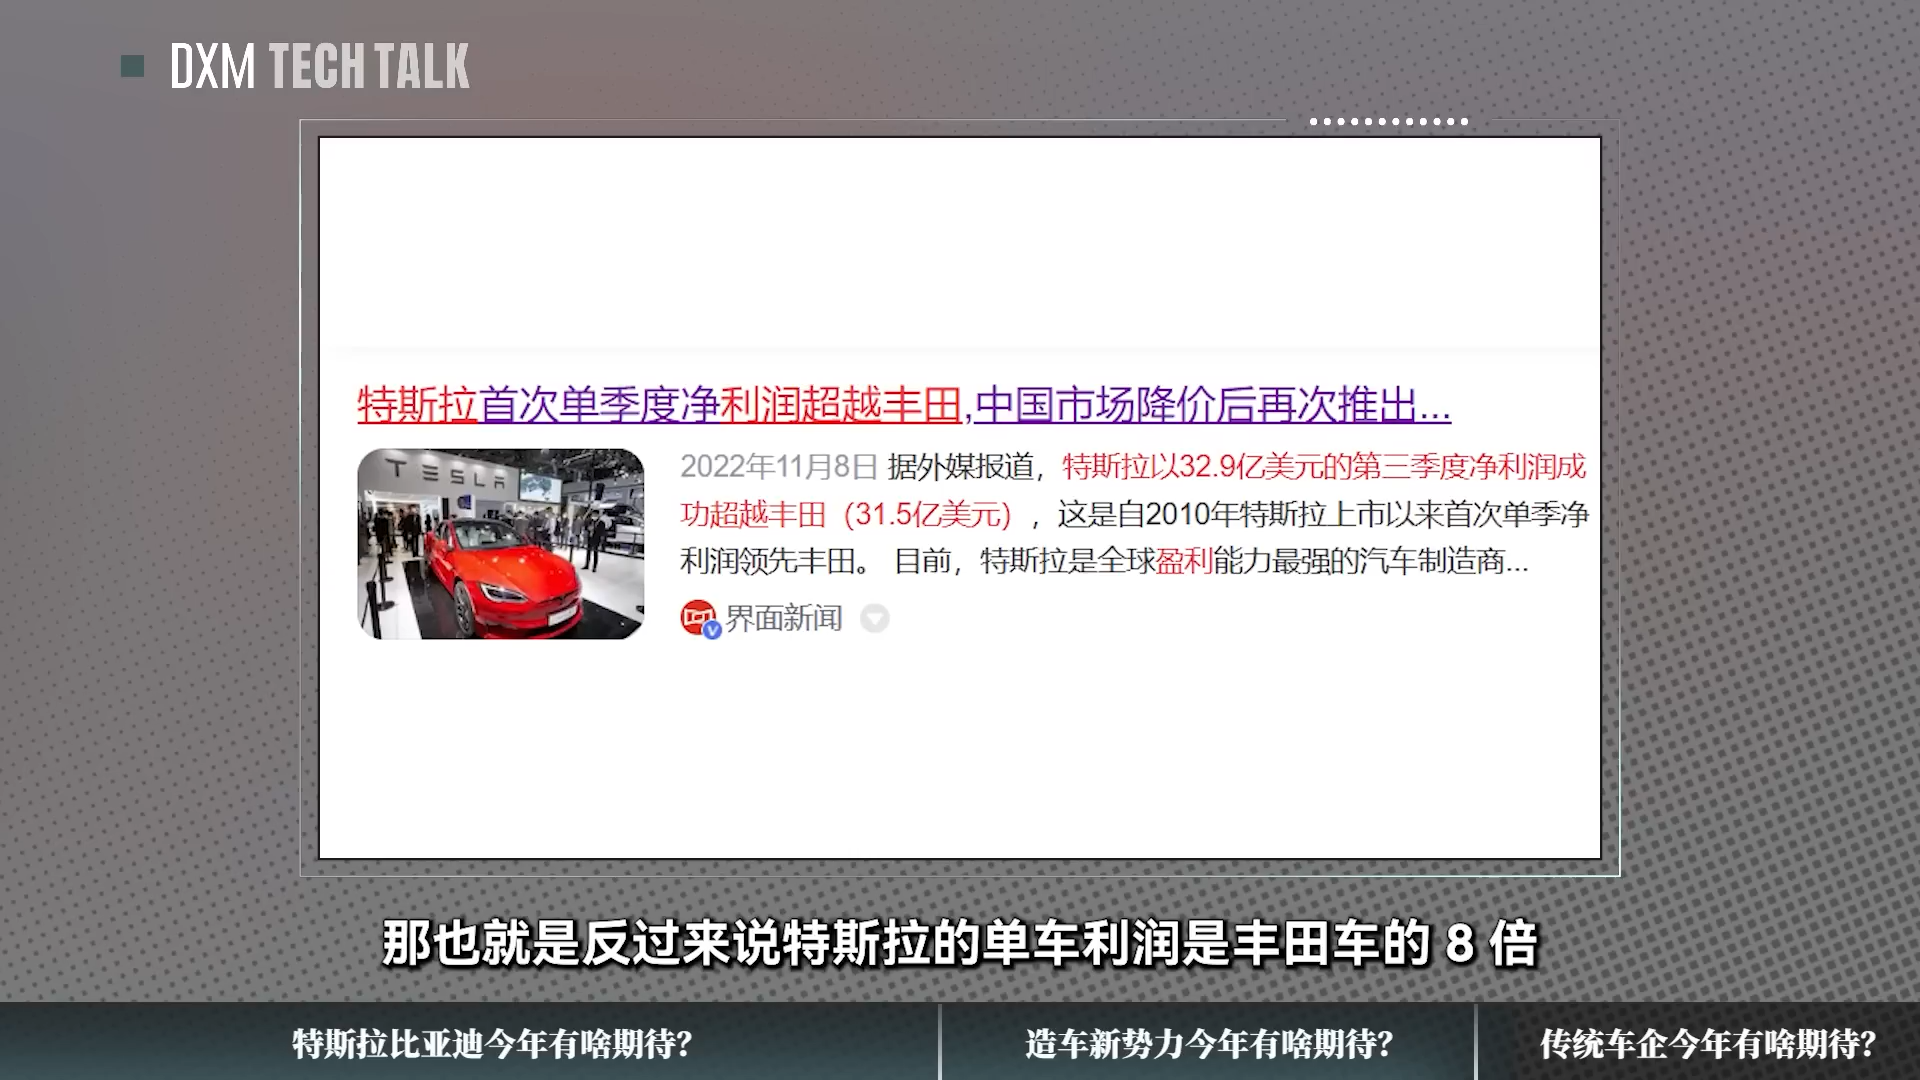 DXM TECH TALK
特斯拉首次单季度净利润超越丰田,中国市场降价后再次推出...
TESLA
2022年11月8日 据外媒报道，特斯拉以32.9亿美元的第三季度净利润成
功超越丰田（31.5亿美元），这是自2010年特斯拉上市以来首次单季净
利润领先丰田。 目前，特斯拉是全球盈利能力最强的汽车制造商...
界面新闻
那也就是反过来说特斯拉的单车利润是丰田车的 8 倍
特斯拉比亚迪今年有啥期待?
造车新势力今年有啥期待?
传统车企今年有啥期待?